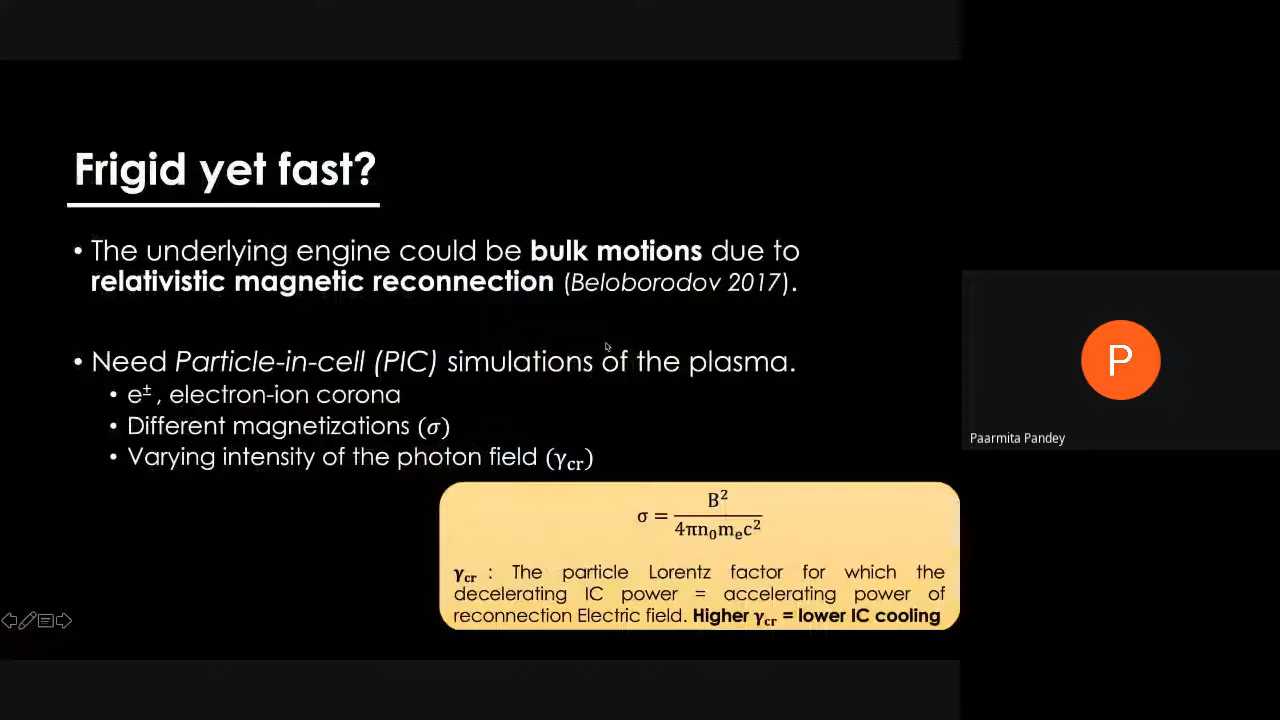 Frigid yet fast?
• The underlying engine could be bulk motions due to
relativistic magnetic reconnection (Beloborodov 2017).
• Need Particle-in-cell (PIC) simulations of the plasma.
• e± , electron-ion corona
• Different magnetizations (σ)
• Varying intensity of the photon field (γcr)
σ = B² / 4πn₀mₑc²
γcr : The particle Lorentz factor for which the
decelerating IC power = accelerating power of
reconnection Electric field. Higher γcr = lower IC cooling
P
Paarmita Pandey